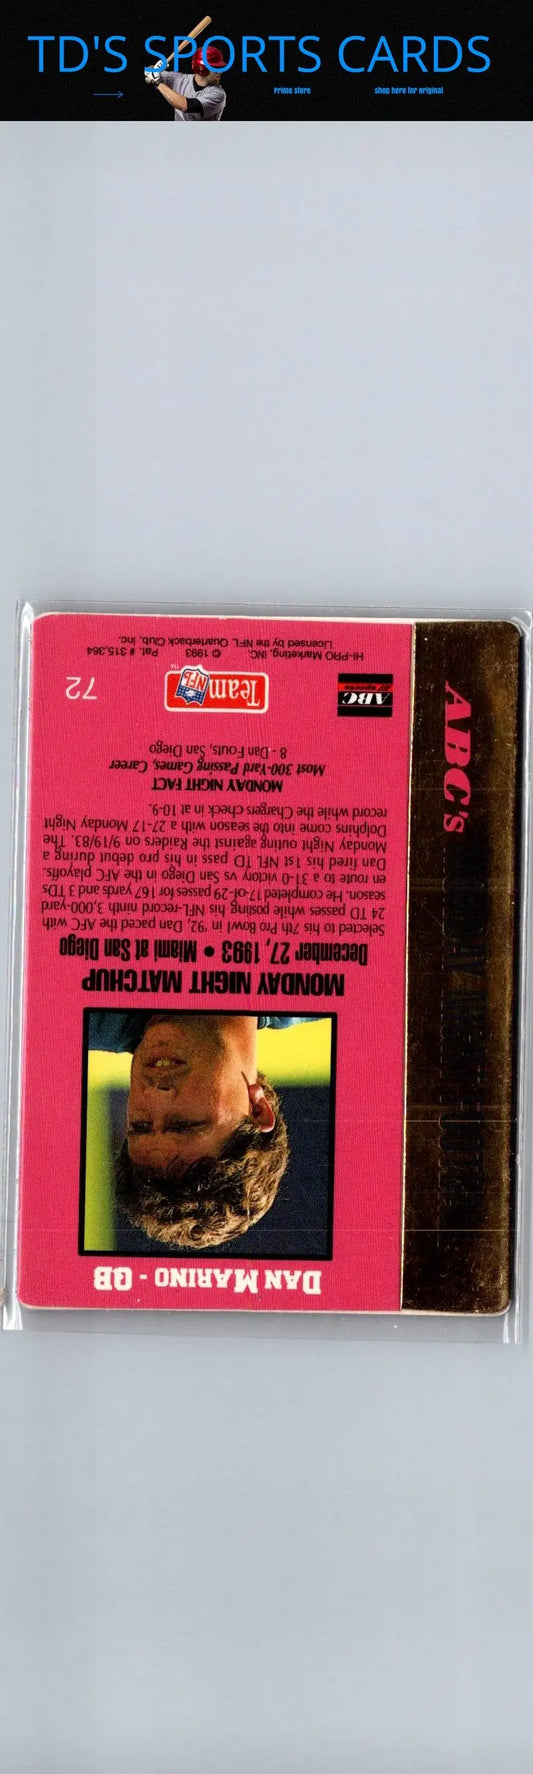 TD'S SPORTS CARDS
Prime store
shop here for original
DAN MARINO - QB
MONDAY NIGHT MATCHUP
December 27, 1993 • Miami at San Diego
Selected to his 7th Pro Bowl in '92, Dan paced the AFC with
24 TD passes while posting his NFL-record ninth 3,000-yard
season. He completed 17-of-29 passes for 167 yards and 3 TDs
en route to a 31-0 victory vs San Diego in the AFC playoffs.
Dan fired his 1st NFL TD pass in his pro debut during a
Monday Night outing against the Raiders on 9/19/83. The
Dolphins come into the season with a 27-17 Monday Night
record while the Chargers check in at 10-9.
MONDAY NIGHT FACT
Most 300-Yard Passing Games, Career
8 - Dan Fouts, San Diego
ABC
Team NFL TM
72
HI-PRO Marketing, INC. © 1993 Pat. # 315,364
Licensed by the NFL Quarterback Club, Inc.
ABC's